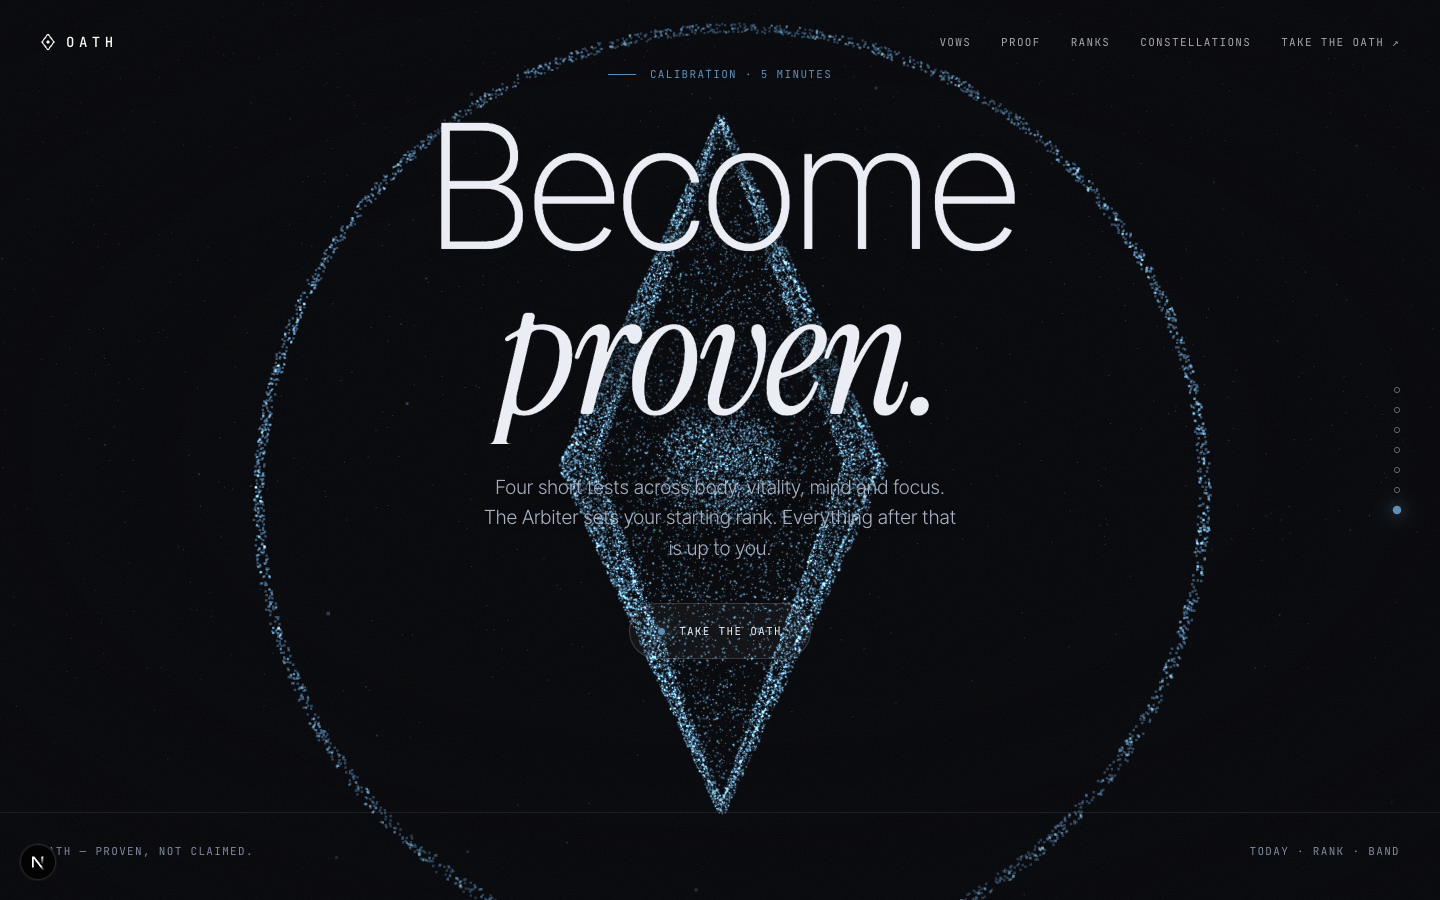 OATH
VOWS PROOF RANKS CONSTELLATIONS TAKE THE OATH ↗
CALIBRATION · 5 MINUTES
Become
proven.
Four short tests across body, vitality, mind and focus.
The Arbiter sets your starting rank. Everything after that
is up to you.
TAKE THE OATH
ATH — PROVEN, NOT CLAIMED.
TODAY · RANK · BAND
N